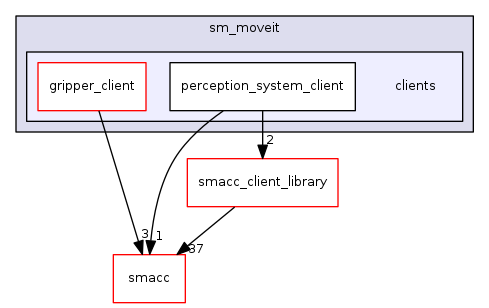 sm_moveit
gripper_client
perception_system_client
clients
2
smacc_client_library
3
1
37
smacc